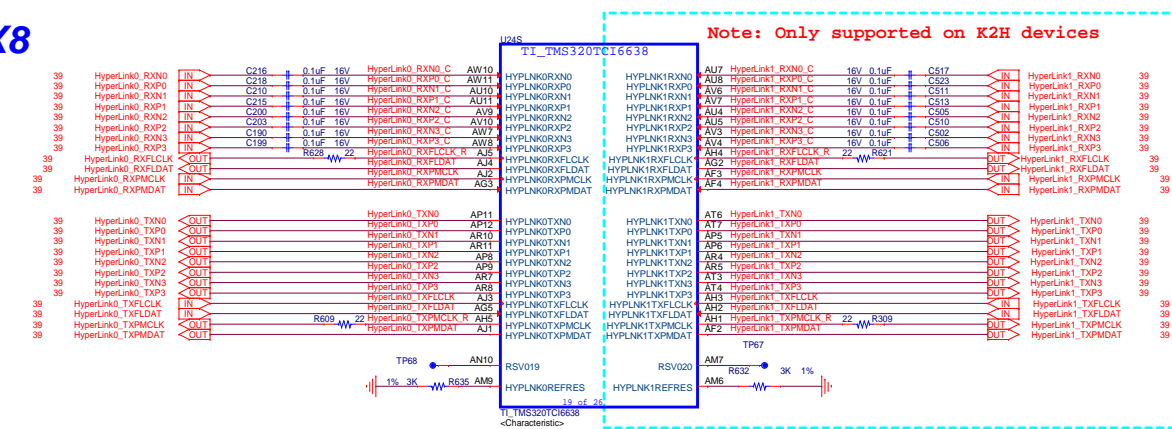 X8
Note: Only supported on K2H devices
U24S
TI_TMS320TCI6638
39 HyperLink0_RXN0 IN C216 0.1uF 16V HyperLink0_RXN0_C AW10 HYPLNK0RXN0 HYPLNK1RXN0 AU7 HyperLink1_RXN0_C 16V 0.1uF C517 IN HyperLink1_RXN0 39
39 HyperLink0_RXP0 IN C218 0.1uF 16V HyperLink0_RXP0_C AW11 HYPLNK0RXP0 HYPLNK1RXP0 AU8 HyperLink1_RXP0_C 16V 0.1uF C523 IN HyperLink1_RXP0 39
39 HyperLink0_RXN1 IN C210 0.1uF 16V HyperLink0_RXN1_C AU10 HYPLNK0RXN1 HYPLNK1RXN1 AV6 HyperLink1_RXN1_C 16V 0.1uF C511 IN HyperLink1_RXN1 39
39 HyperLink0_RXP1 IN C215 0.1uF 16V HyperLink0_RXP1_C AU11 HYPLNK0RXP1 HYPLNK1RXP1 AV7 HyperLink1_RXP1_C 16V 0.1uF C513 IN HyperLink1_RXP1 39
39 HyperLink0_RXN2 IN C200 0.1uF 16V HyperLink0_RXN2_C AV9 HYPLNK0RXN2 HYPLNK1RXN2 AU4 HyperLink1_RXN2_C 16V 0.1uF C505 IN HyperLink1_RXN2 39
39 HyperLink0_RXP2 IN C203 0.1uF 16V HyperLink0_RXP2_C AV10 HYPLNK0RXP2 HYPLNK1RXP2 AU5 HyperLink1_RXP2_C 16V 0.1uF C510 IN HyperLink1_RXP2 39
39 HyperLink0_RXN3 IN C190 0.1uF 16V HyperLink0_RXN3_C AW7 HYPLNK0RXN3 HYPLNK1RXN3 AV3 HyperLink1_RXN3_C 16V 0.1uF C502 IN HyperLink1_RXN3 39
39 HyperLink0_RXP3 IN C199 0.1uF 16V HyperLink0_RXP3_C AW8 HYPLNK0RXP3 HYPLNK1RXP3 AV4 HyperLink1_RXP3_C 16V 0.1uF C506 IN HyperLink1_RXP3 39
39 HyperLink0_RXFLCLK OUT R628 22 HyperLink0_RXFLCLK_R AJ5 HYPLNK0RXFLCLK HYPLNK1RXFLCLK AH4 HyperLink1_RXFLCLK_R 22 R621 OUT HyperLink1_RXFLCLK 39
39 HyperLink0_RXFLDAT OUT HyperLink0_RXFLDAT AJ4 HYPLNK0RXFLDAT HYPLNK1RXFLDAT AG2 HyperLink1_RXFLDAT OUT HyperLink1_RXFLDAT 39
39 HyperLink0_RXPMCLK IN HyperLink0_RXPMCLK AJ2 HYPLNK0RXPMCLK HYPLNK1RXPMCLK AF3 HyperLink1_RXPMCLK IN HyperLink1_RXPMCLK 39
39 HyperLink0_RXPMDAT IN HyperLink0_RXPMDAT AG3 HYPLNK0RXPMDAT HYPLNK1RXPMDAT AF4 HyperLink1_RXPMDAT IN HyperLink1_RXPMDAT 39
39 HyperLink0_TXN0 OUT HyperLink0_TXN0 AP11 HYPLNK0TXN0 HYPLNK1TXN0 AT6 HyperLink1_TXN0 OUT HyperLink1_TXN0 39
39 HyperLink0_TXP0 OUT HyperLink0_TXP0 AP12 HYPLNK0TXP0 HYPLNK1TXP0 AT7 HyperLink1_TXP0 OUT HyperLink1_TXP0 39
39 HyperLink0_TXN1 OUT HyperLink0_TXN1 AR10 HYPLNK0TXN1 HYPLNK1TXN1 AP5 HyperLink1_TXN1 OUT HyperLink1_TXN1 39
39 HyperLink0_TXP1 OUT HyperLink0_TXP1 AR11 HYPLNK0TXP1 HYPLNK1TXP1 AP6 HyperLink1_TXP1 OUT HyperLink1_TXP1 39
39 HyperLink0_TXN2 OUT HyperLink0_TXN2 AP8 HYPLNK0TXN2 HYPLNK1TXN2 AR4 HyperLink1_TXN2 OUT HyperLink1_TXN2 39
39 HyperLink0_TXP2 OUT HyperLink0_TXP2 AP9 HYPLNK0TXP2 HYPLNK1TXP2 AR5 HyperLink1_TXP2 OUT HyperLink1_TXP2 39
39 HyperLink0_TXN3 OUT HyperLink0_TXN3 AR7 HYPLNK0TXN3 HYPLNK1TXN3 AT3 HyperLink1_TXN3 OUT HyperLink1_TXN3 39
39 HyperLink0_TXP3 OUT HyperLink0_TXP3 AR8 HYPLNK0TXP3 HYPLNK1TXP3 AT4 HyperLink1_TXP3 OUT HyperLink1_TXP3 39
39 HyperLink0_TXFLCLK IN HyperLink0_TXFLCLK AJ3 HYPLNK0TXFLCLK HYPLNK1TXFLCLK AH3 HyperLink1_TXFLCLK IN HyperLink1_TXFLCLK 39
39 HyperLink0_TXFLDAT IN HyperLink0_TXFLDAT AG5 HYPLNK0TXFLDAT HYPLNK1TXFLDAT AH2 HyperLink1_TXFLDAT IN HyperLink1_TXFLDAT 39
39 HyperLink0_TXPMCLK OUT R609 22 HyperLink0_TXPMCLK_R AH5 HYPLNK0TXPMCLK HYPLNK1TXPMCLK AH1 HyperLink1_TXPMCLK_R 22 R309 OUT HyperLink1_TXPMCLK 39
39 HyperLink0_TXPMDAT OUT HyperLink0_TXPMDAT AJ1 HYPLNK0TXPMDAT HYPLNK1TXPMDAT AF2 HyperLink1_TXPMDAT OUT HyperLink1_TXPMDAT 39
TP68 AN10 RSV019 RSV020 AM7 TP67
1% 3K R635 AM9 HYPLNK0REFRES HYPLNK1REFRES AM6 R632 3K 1%
19 of 26
TI_TMS320TCI6638
<Characteristic>